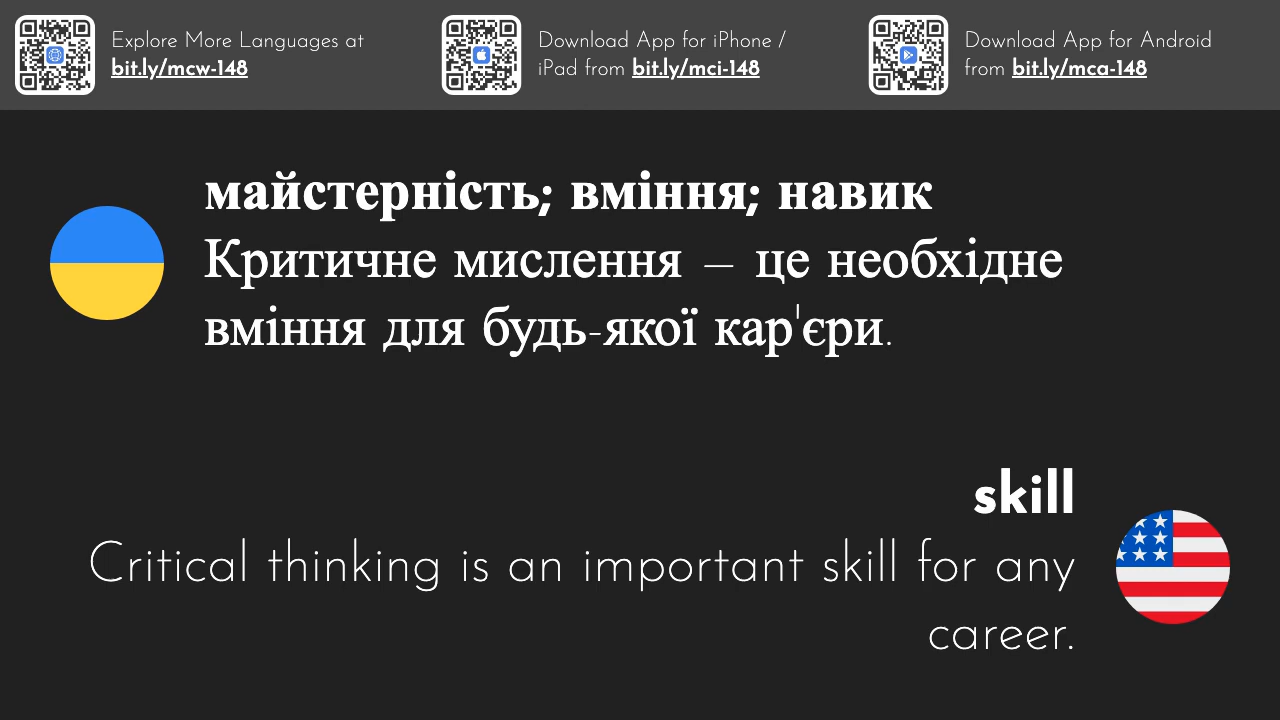 Explore More Languages at
bit.ly/mcw-148
Download App for iPhone /
iPad from bit.ly/mci-148
Download App for Android
from bit.ly/mca-148
майстерність; вміння; навик
Критичне мислення – це необхідне
вміння для будь-якої кар'єри.
skill
Critical thinking is an important skill for any
career.